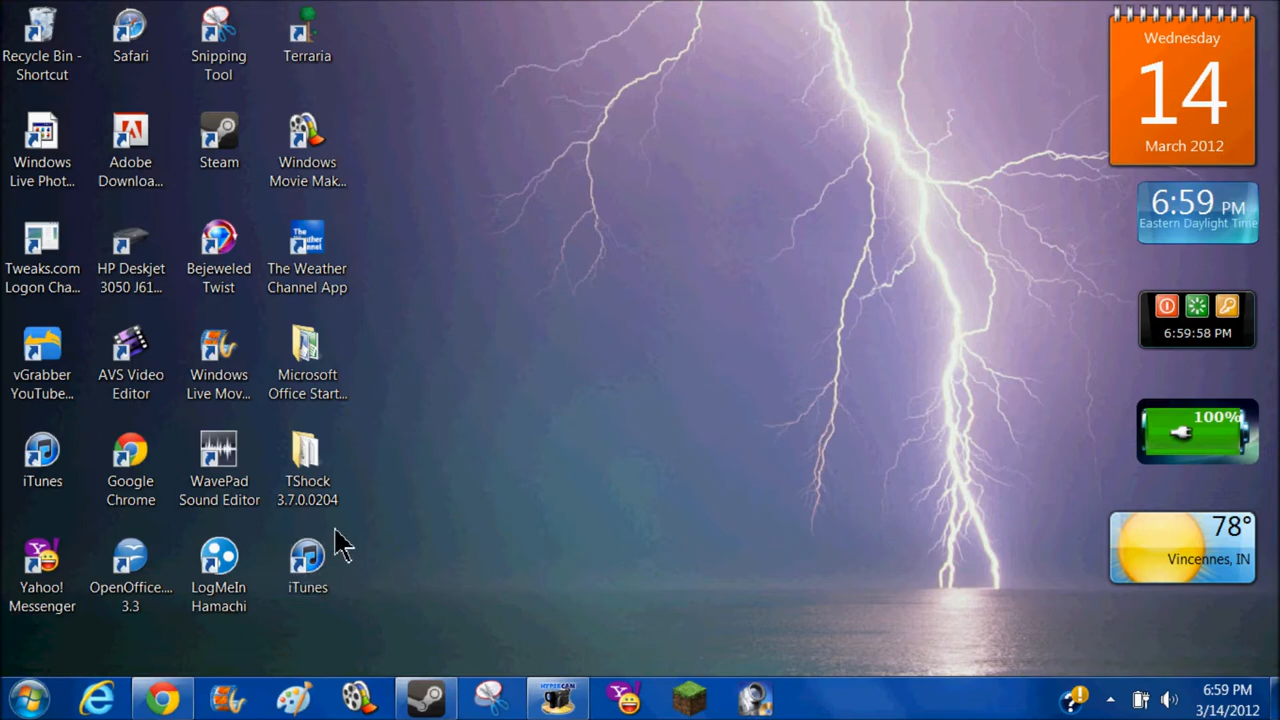 Recycle Bin -
Shortcut
Safari
Snipping
Tool
Terraria
Windows
Live Phot...
Adobe
Downloa...
Steam
Windows
Movie Mak...
Tweaks.com
Logon Cha...
HP Deskjet
3050 J61...
Bejeweled
Twist
The
Weather
Channel
The Weather
Channel App
vGrabber
YouTube...
AVS Video
Editor
Windows
Live Mov...
Microsoft
Office Start...
iTunes
Google
Chrome
WavePad
Sound Editor
TShock
3.7.0.0204
Yahoo!
Messenger
OpenOffice....
3.3
LogMeIn
Hamachi
iTunes
Wednesday
14
March 2012
6:59 PM
Eastern Daylight Time
6:59:58 PM
100%
78°
Vincennes, IN
HYPERCAM
6:59 PM
3/14/2012